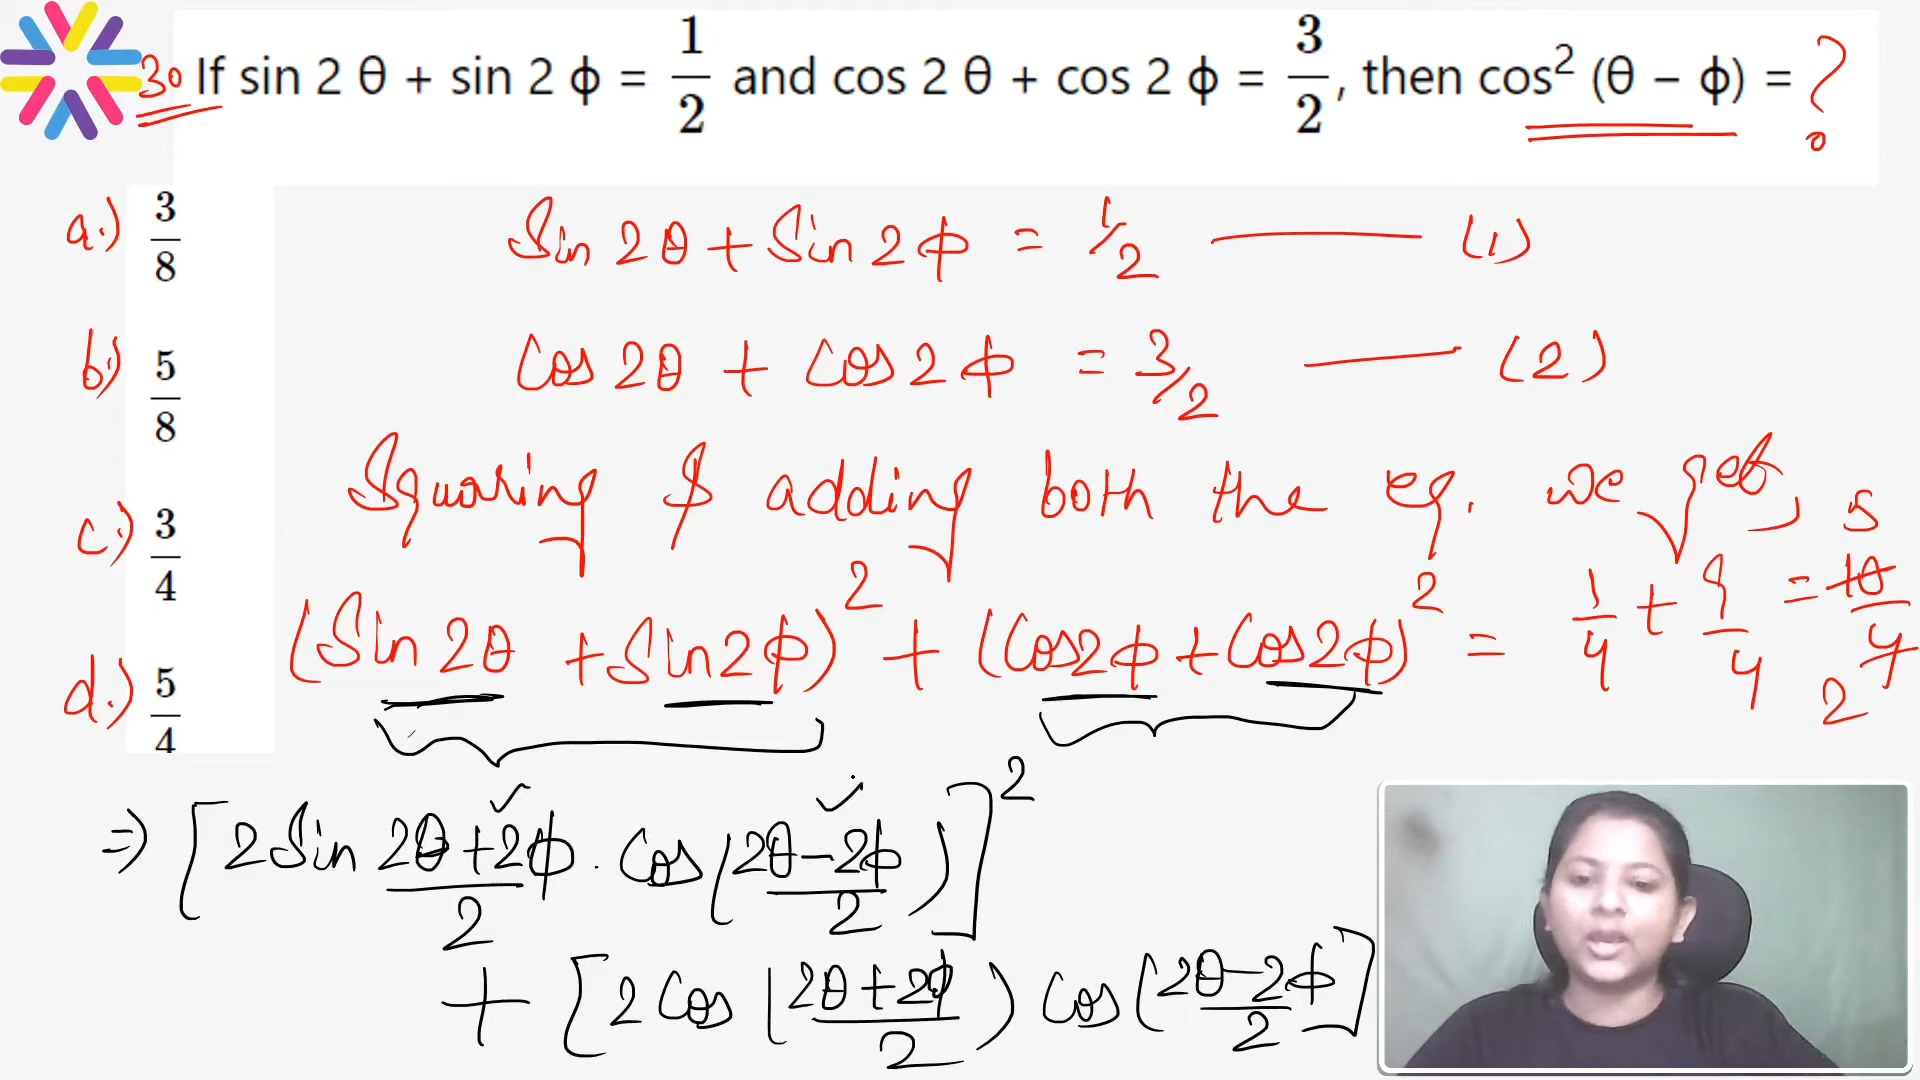 30 If sin 2 θ + sin 2 ϕ = 1/2 and cos 2 θ + cos 2 ϕ = 3/2, then cos² (θ − ϕ) = ?
a.) 3/8
b.) 5/8
c.) 3/4
d.) 5/4
Sin 2θ + Sin 2ϕ = 1/2 —— (1)
Cos 2θ + Cos 2ϕ = 3/2 —— (2)
Squaring & adding both the eq. we get,
(Sin 2θ + Sin 2ϕ)² + (Cos 2ϕ + Cos 2ϕ)² = 1/4 + 9/4 = 10/4 5 2
⇒ [2 Sin 2θ+2ϕ/2 . Cos (2θ−2ϕ/2)]²
+ [2 Cos (2θ+2ϕ/2) Cos (2θ−2ϕ/2]